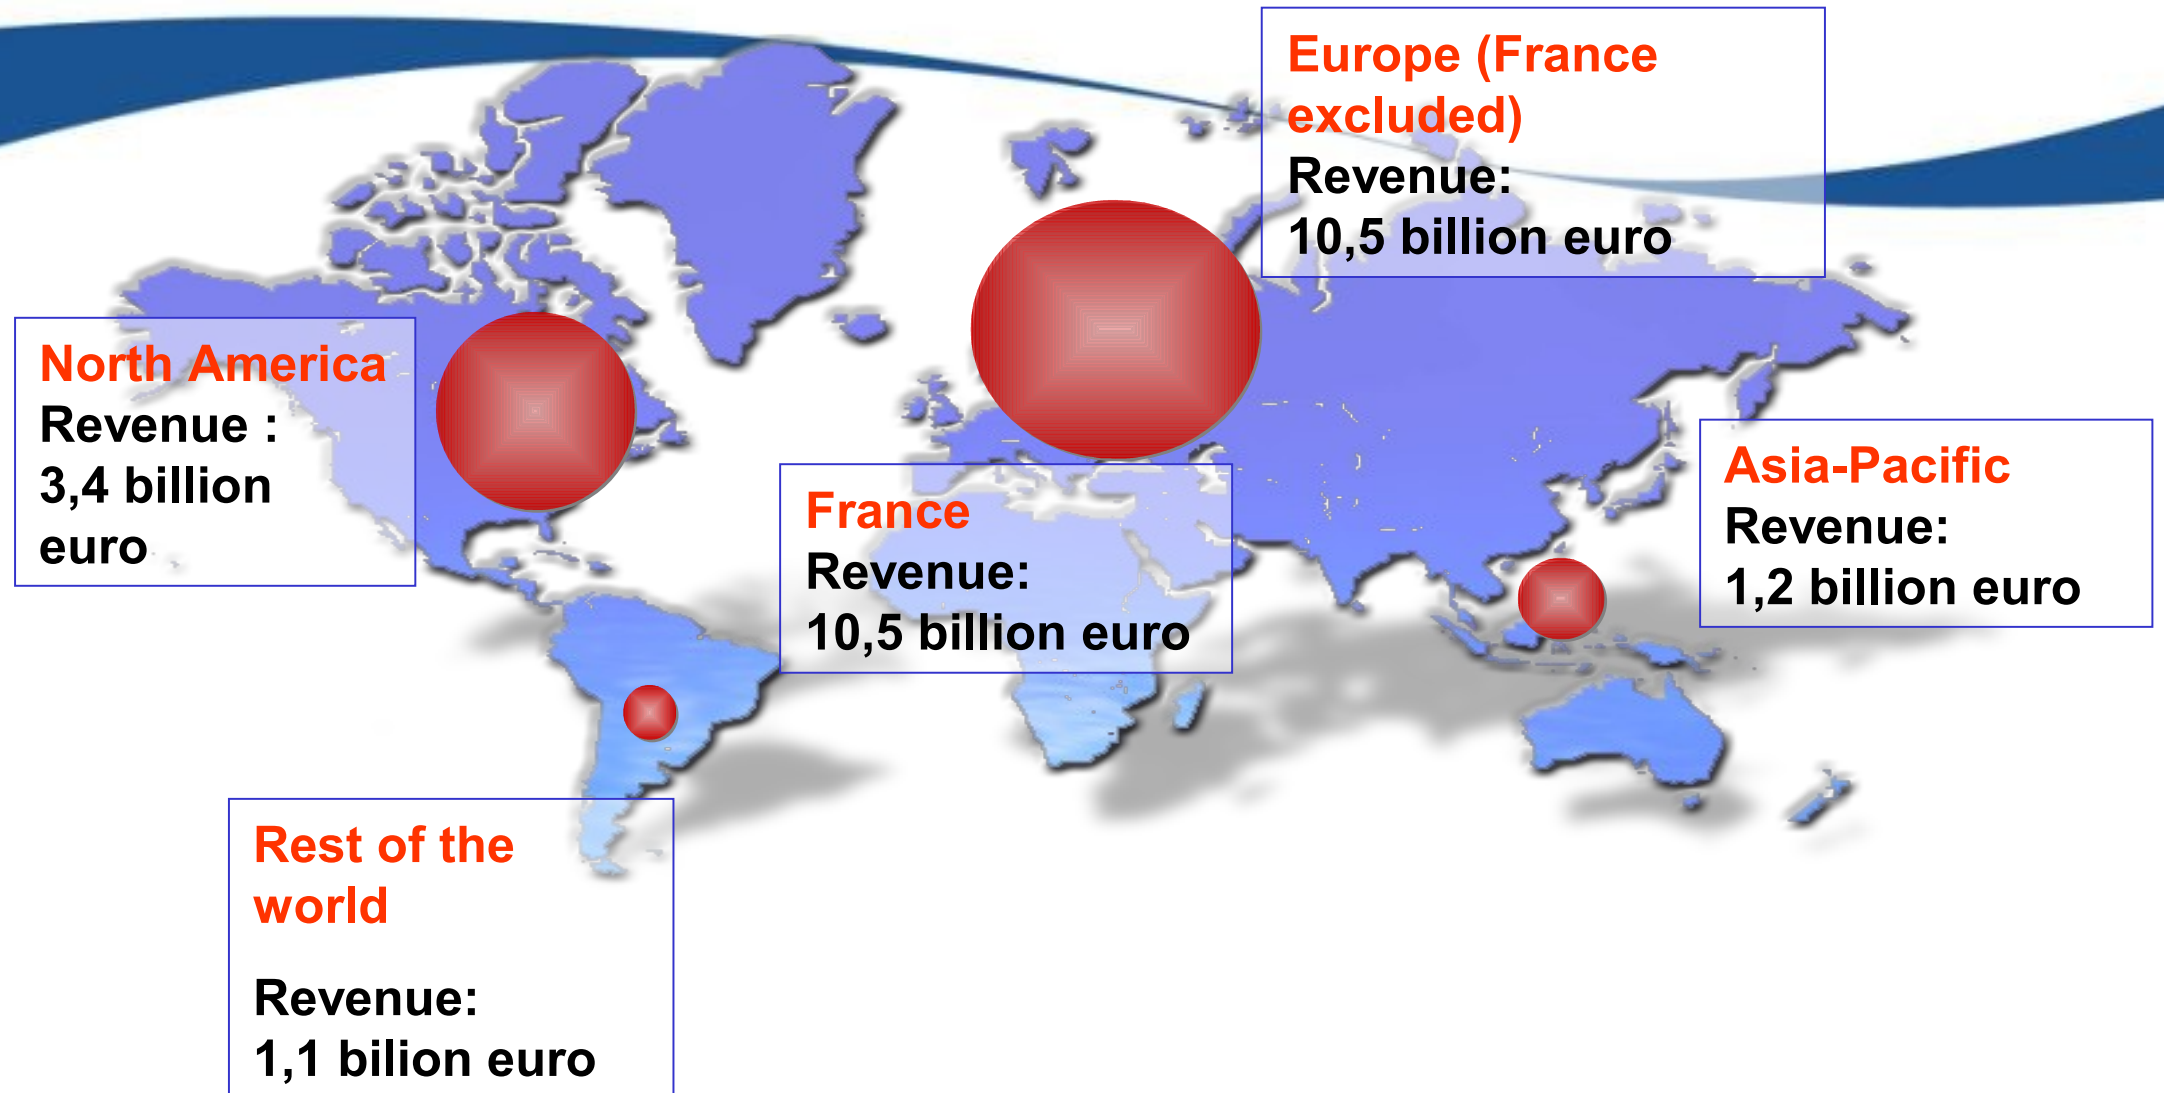 Europe (France
excluded)
Revenue:
10,5 billion euro
North America
Revenue :
3,4 billion
euro
France
Revenue:
10,5 billion euro
Asia-Pacific
Revenue:
1,2 billion euro
Rest of the
world
Revenue:
1,1 bilion euro